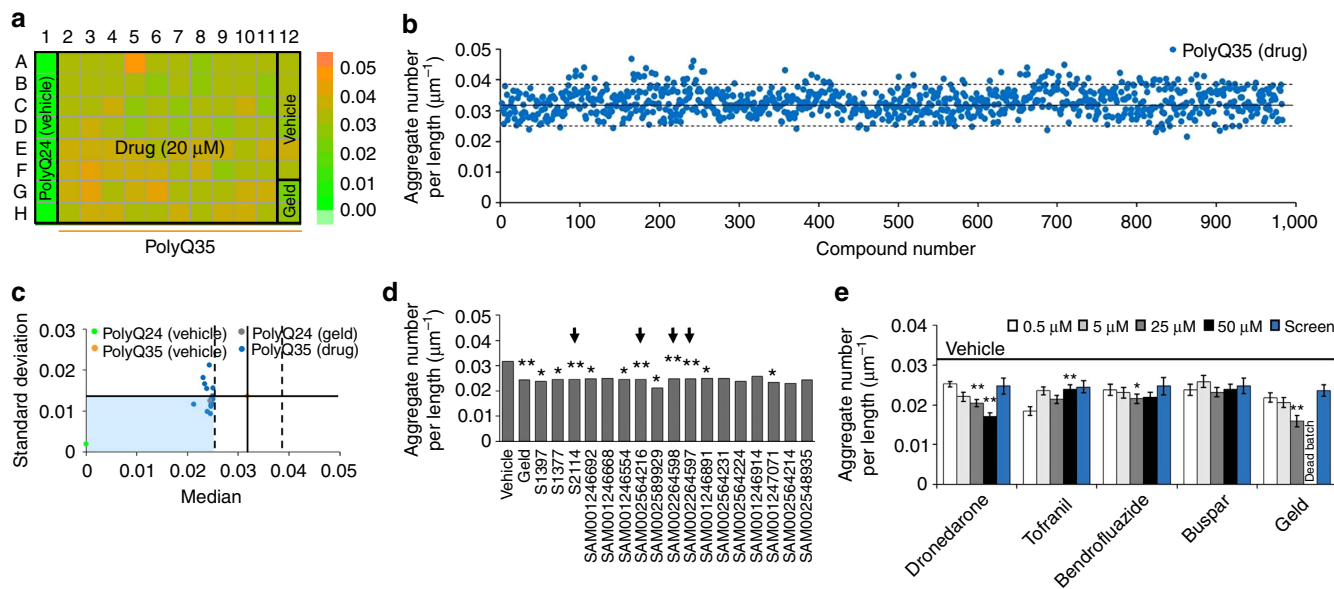 a
1 2 3 4 5 6 7 8 9 10 11 12
A
B
C
D
E
F
G
H
PolyQ24 (vehicle)
Drug (20 μM)
Vehicle
Geld
PolyQ35
0.05
0.04
0.03
0.02
0.01
0.00
b
Aggregate number
per length (μm⁻¹)
0.05
0.04
0.03
0.02
0.01
0
PolyQ35 (drug)
0 100 200 300 400 500 600 700 800 900 1,000
Compound number
c
Standard deviation
0.03
0.02
0.01
0
PolyQ24 (vehicle)
PolyQ35 (vehicle)
PolyQ24 (geld)
PolyQ35 (drug)
0 0.01 0.02 0.03 0.04 0.05
Median
d
Aggregate number
per length (μm⁻¹)
0.05
0.04
0.03
0.02
0.01
0
** * * ** * * ** * ** ** * *
Vehicle
Geld
S1397
S1377
S2114
SAM001246692
SAM001246668
SAM001246554
SAM002564216
SAM002589929
SAM002264598
SAM002264597
SAM001246891
SAM002564231
SAM002564224
SAM001246914
SAM001247071
SAM002564214
SAM002548935
e
Aggregate number
per length (μm⁻¹)
0.04
0.03
0.02
0.01
0
0.5 μM 5 μM 25 μM 50 μM Screen
Vehicle
** ** ** * **
Dead batch
Dronedarone
Tofranil
Bendrofluazide
Buspar
Geld